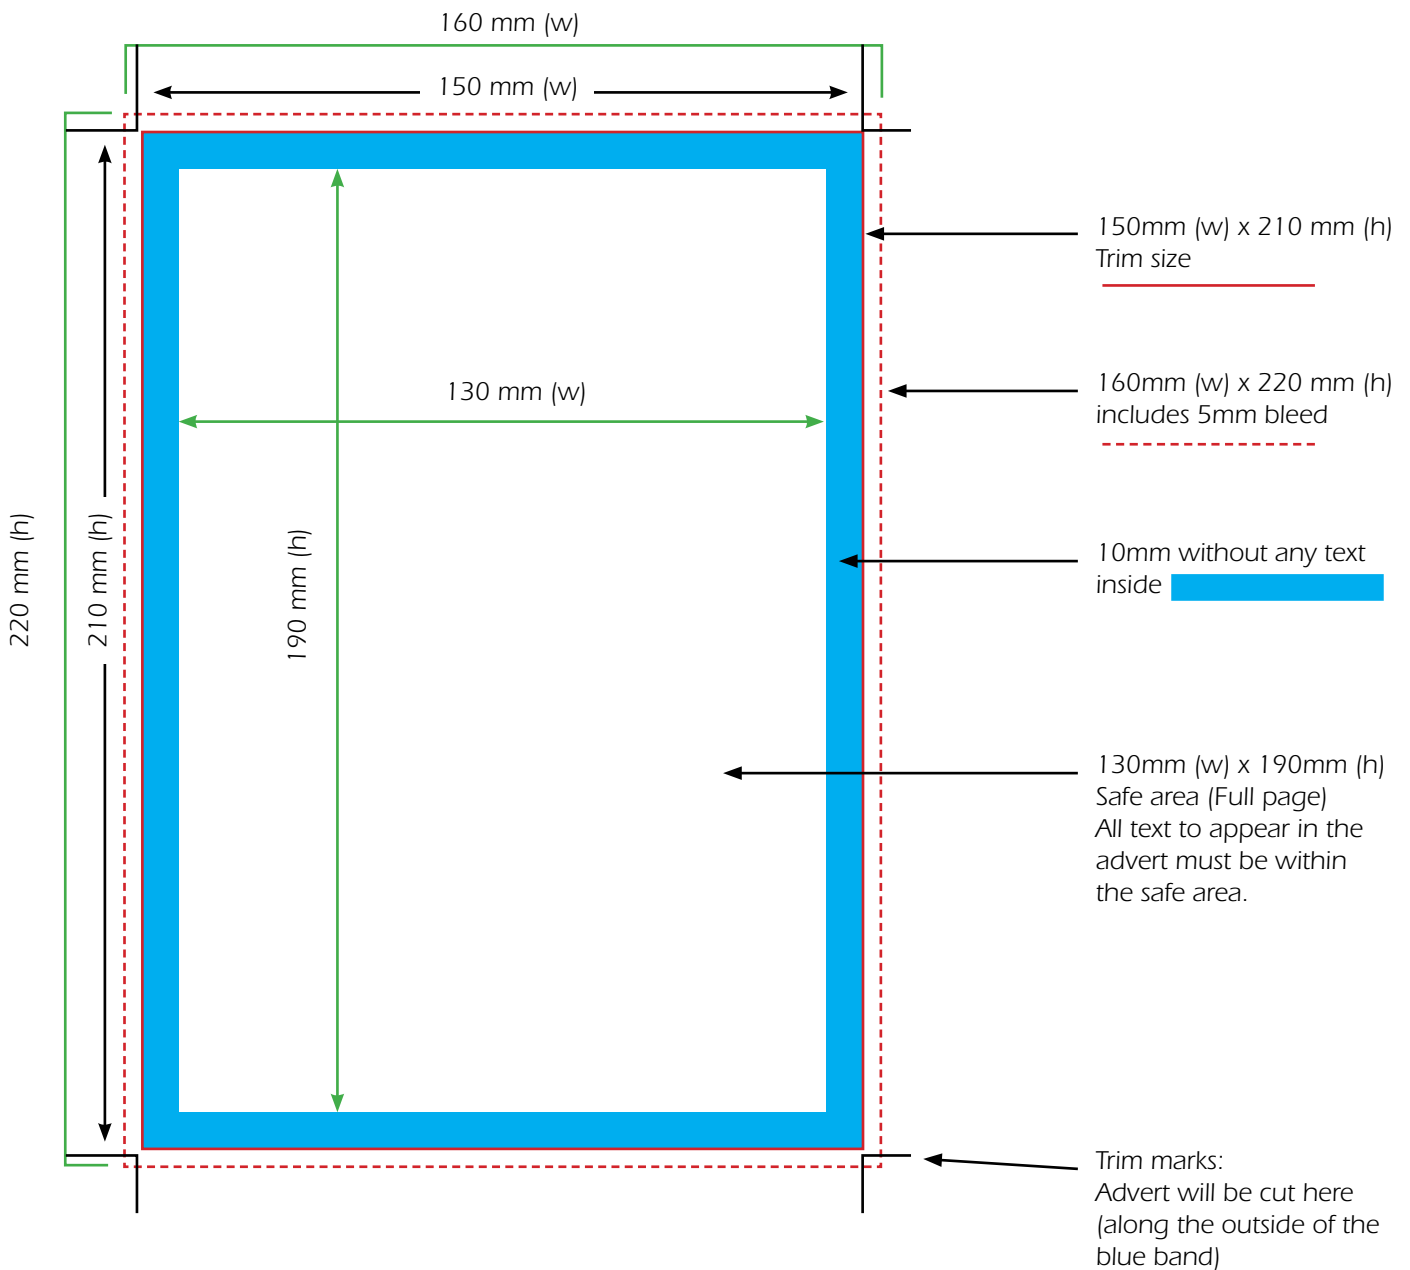 160 mm (w)
150 mm (w)
150mm (w) x 210 mm (h)
Trim size
160mm (w) x 220 mm (h)
includes 5mm bleed
130 mm (w)
220 mm (h)
210 mm (h)
190 mm (h)
10mm without any text
inside
130mm (w) x 190mm (h)
Safe area (Full page)
All text to appear in the
advert must be within
the safe area.
Trim marks:
Advert will be cut here
(along the outside of the
blue band)